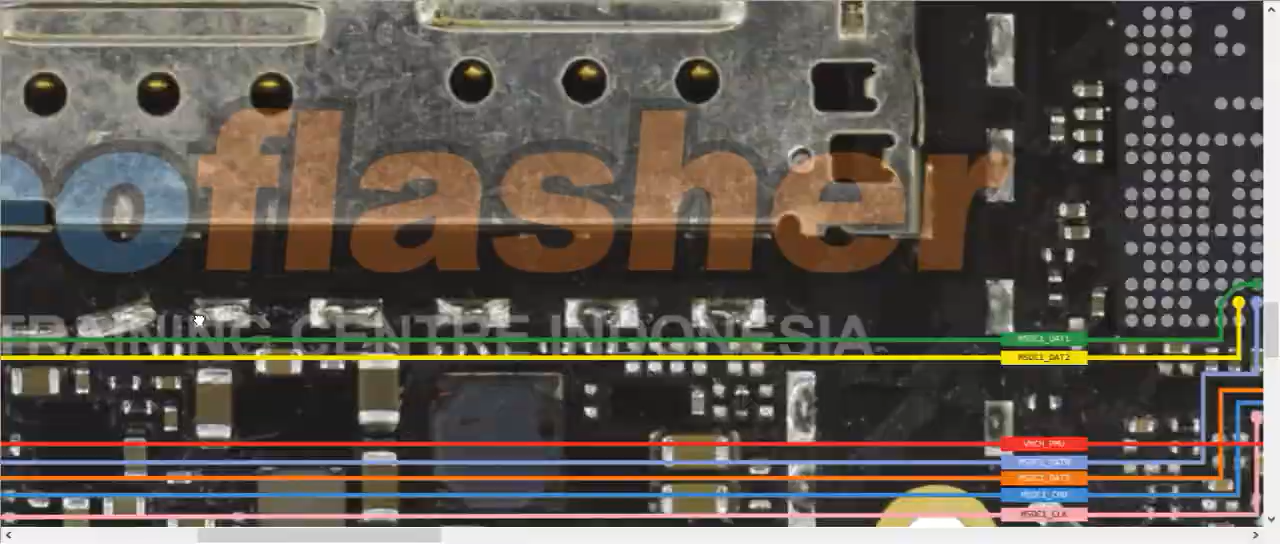 eoflasher
TRAINING CENTRE INDONESIA
MSDC1_DAT1
MSDC1_DAT2
VMCH_PMU
MSDC1_DAT0
MSDC1_DAT3
MSDC1_CMD
MSDC1_CLK